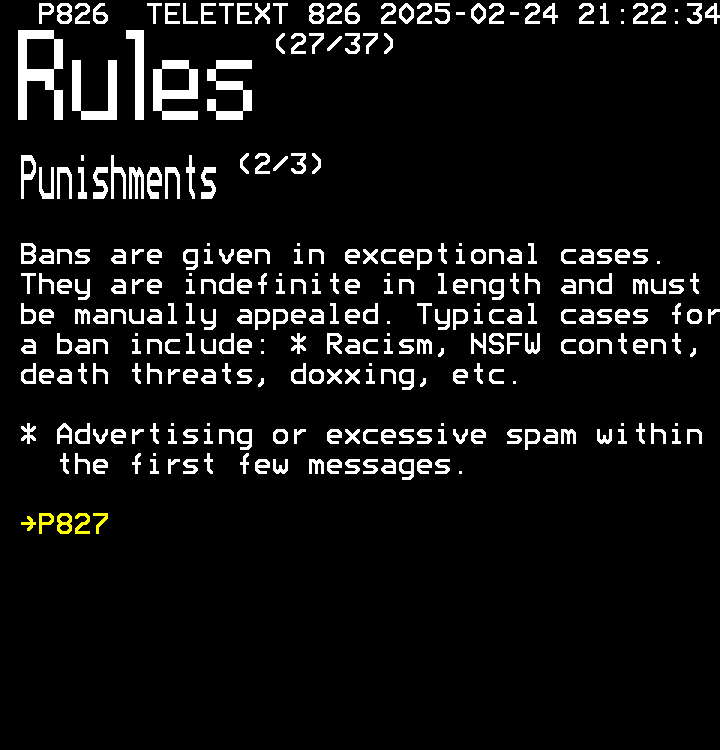 P826  TELETEXT 826 2025-02-24 21:22:34
Rules (27/37)
Punishments (2/3)
Bans are given in exceptional cases.
They are indefinite in length and must
be manually appealed. Typical cases for
a ban include: * Racism, NSFW content,
death threats, doxxing, etc.
* Advertising or excessive spam within
the first few messages.
→P827